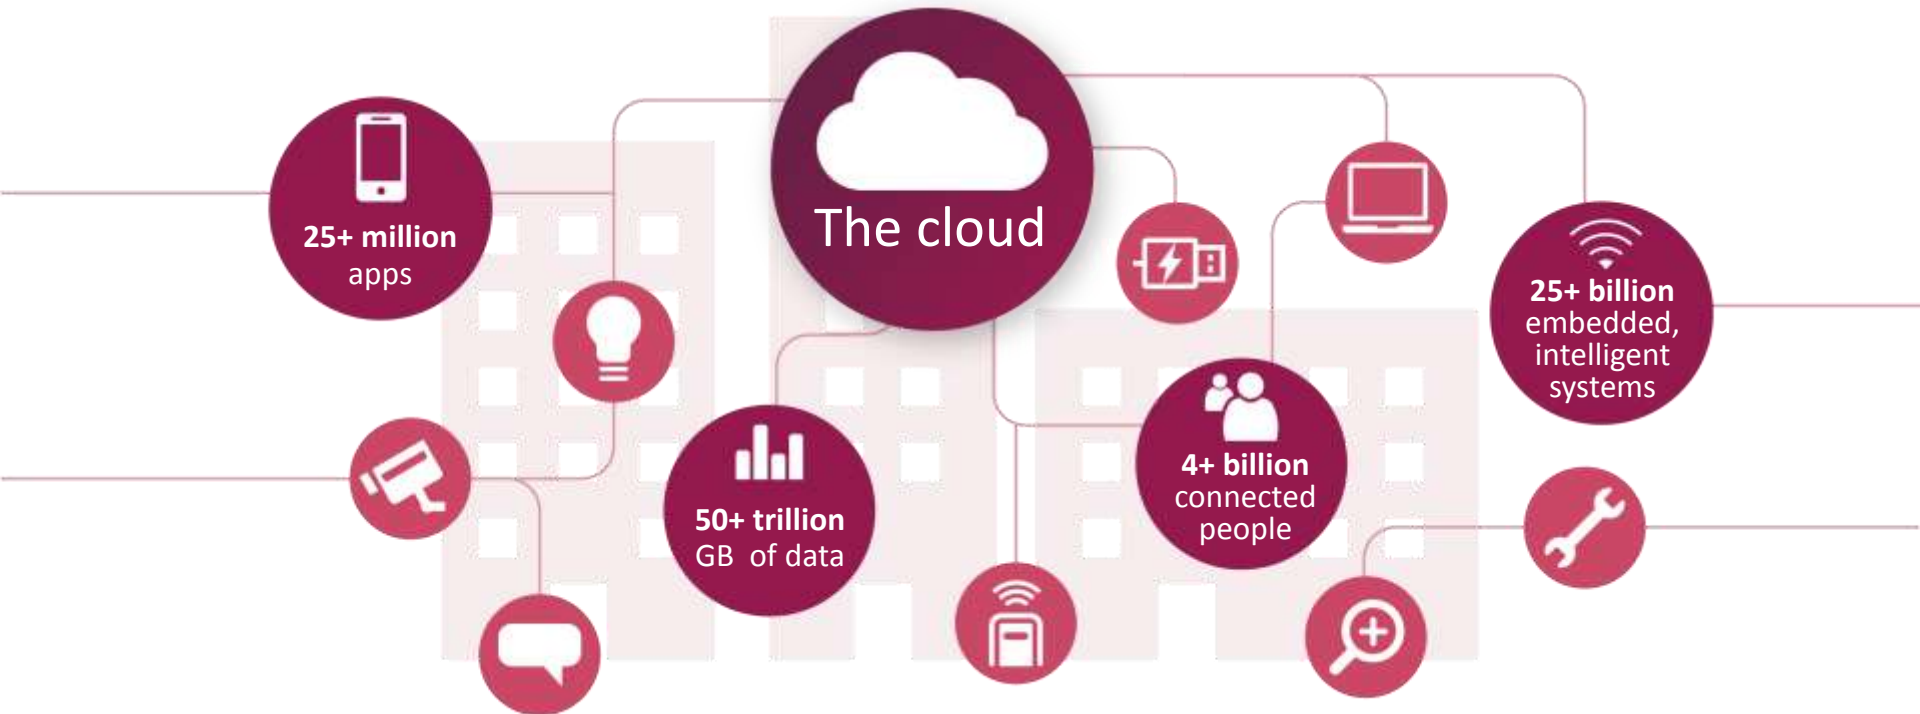 The cloud
25+ million
apps
25+ billion
embedded,
intelligent
systems
4+ billion
connected
people
50+ trillion
GB of data